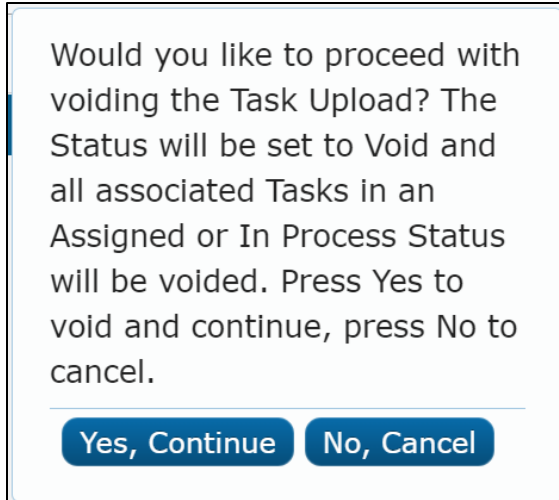 Would you like to proceed with
voiding the Task Upload? The
Status will be set to Void and
all associated Tasks in an
Assigned or In Process Status
will be voided. Press Yes to
void and continue, press No to
cancel.
Yes, Continue No, Cancel